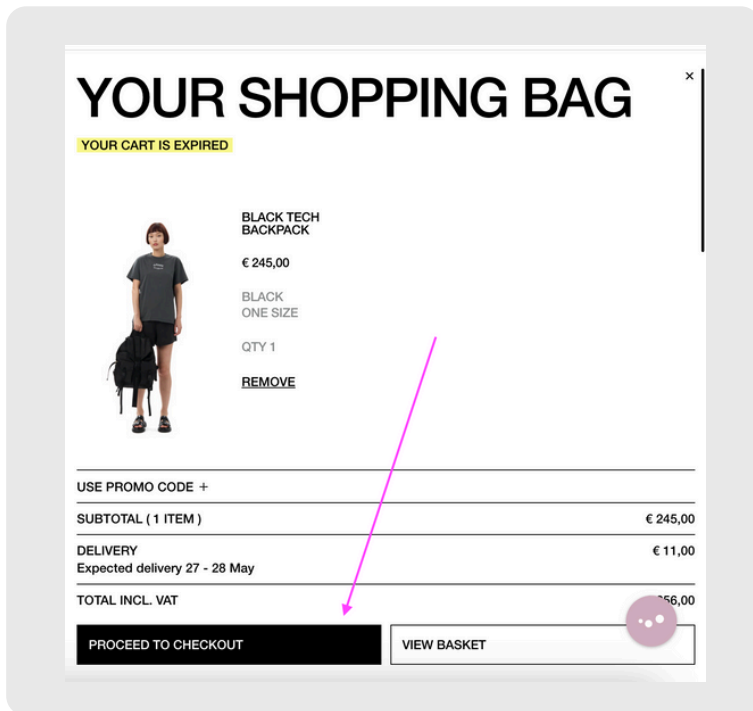 YOUR SHOPPING BAG
×
YOUR CART IS EXPIRED
BLACK TECH
BACKPACK
€ 245,00
BLACK
ONE SIZE
QTY 1
REMOVE
USE PROMO CODE +
SUBTOTAL ( 1 ITEM ) € 245,00
DELIVERY € 11,00
Expected delivery 27 - 28 May
TOTAL INCL. VAT 56,00
PROCEED TO CHECKOUT VIEW BASKET